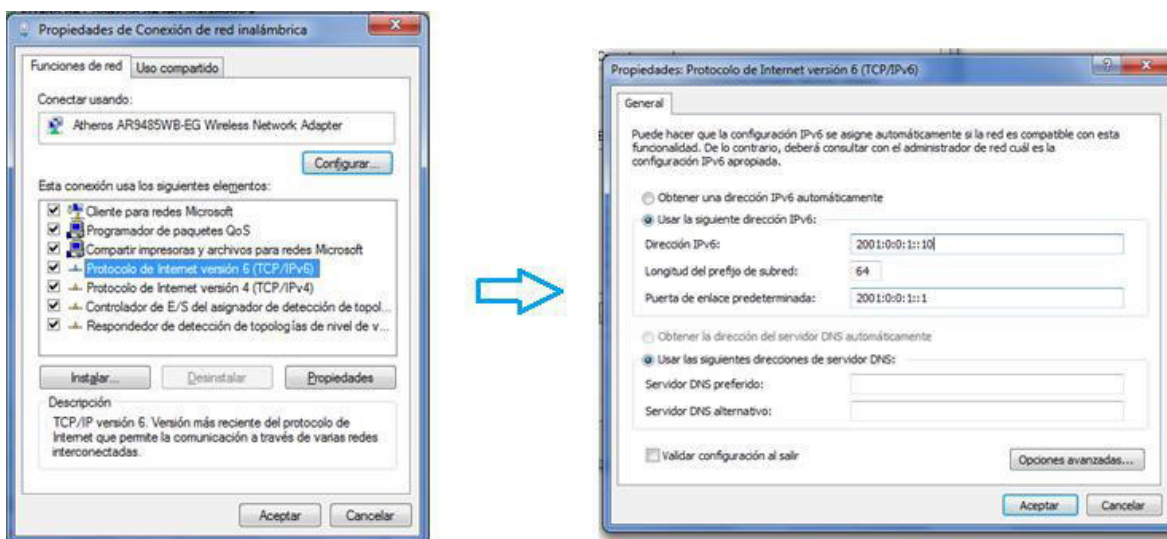 Propiedades de Conexión de red inalámbrica
Funciones de red
Uso compartido
Conectar usando:
Atheros AR9485WB-EG Wireless Network Adapter
Configurar...
Esta conexión usa los siguientes elementos:
Cliente para redes Microsoft
Programador de paquetes QoS
Compartir impresoras y archivos para redes Microsoft
Protocolo de Internet versión 6 (TCP/IPv6)
Protocolo de Internet versión 4 (TCP/IPv4)
Controlador de E/S del asignador de detección de topol...
Respondedor de detección de topologías de nivel de v...
Instalar...
Desinstalar
Propiedades
Descripción
TCP/IP versión 6. Versión más reciente del protocolo de
Internet que permite la comunicación a través de varias redes
interconectadas.
Aceptar
Cancelar
Propiedades: Protocolo de Internet versión 6 (TCP/IPv6)
General
Puede hacer que la configuración IPv6 se asigne automáticamente si la red es compatible con esta
funcionalidad. De lo contrario, deberá consultar con el administrador de red cuál es la
configuración IPv6 apropiada.
Obtener una dirección IPv6 automáticamente
Usar la siguiente dirección IPv6:
Dirección IPv6: 2001:0:0:1::10
Longitud del prefijo de subred: 64
Puerta de enlace predeterminada: 2001:0:0:1::1
Obtener la dirección del servidor DNS automáticamente
Usar las siguientes direcciones de servidor DNS:
Servidor DNS preferido:
Servidor DNS alternativo:
Validar configuración al salir
Opciones avanzadas...
Aceptar
Cancelar